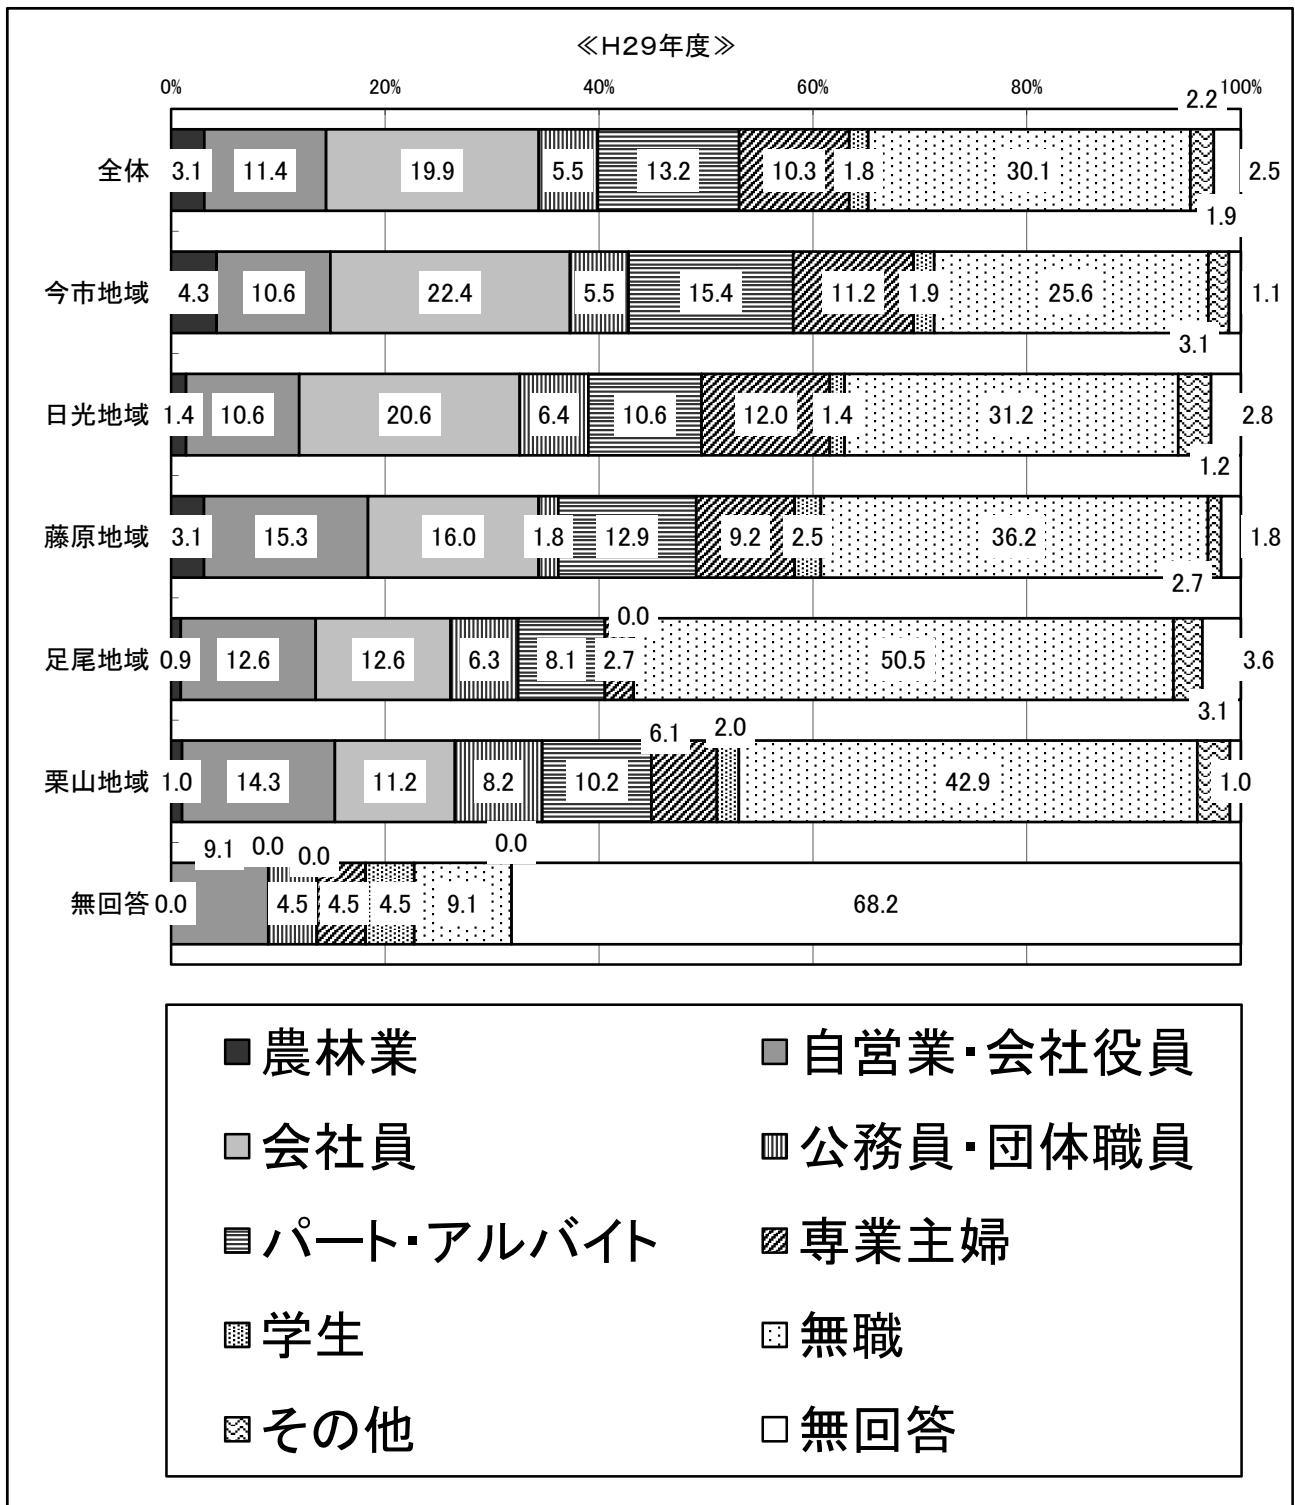 ≪H29年度≫
0% 20% 40% 60% 80% 100%
2.2
全体 3.1 11.4 19.9 5.5 13.2 10.3 1.8 30.1 2.5
1.9
今市地域 4.3 10.6 22.4 5.5 15.4 11.2 1.9 25.6 1.1
3.1
日光地域 1.4 10.6 20.6 6.4 10.6 12.0 1.4 31.2 2.8
1.2
藤原地域 3.1 15.3 16.0 1.8 12.9 9.2 2.5 36.2 1.8
2.7
0.0
足尾地域 0.9 12.6 12.6 6.3 8.1 2.7 50.5 3.6
3.1
6.1 2.0
栗山地域 1.0 14.3 11.2 8.2 10.2 42.9 1.0
9.1 0.0 0.0 0.0
無回答 0.0 4.5 4.5 4.5 9.1 68.2
農林業 自営業・会社役員
会社員 公務員・団体職員
パート・アルバイト 専業主婦
学生 無職
その他 無回答